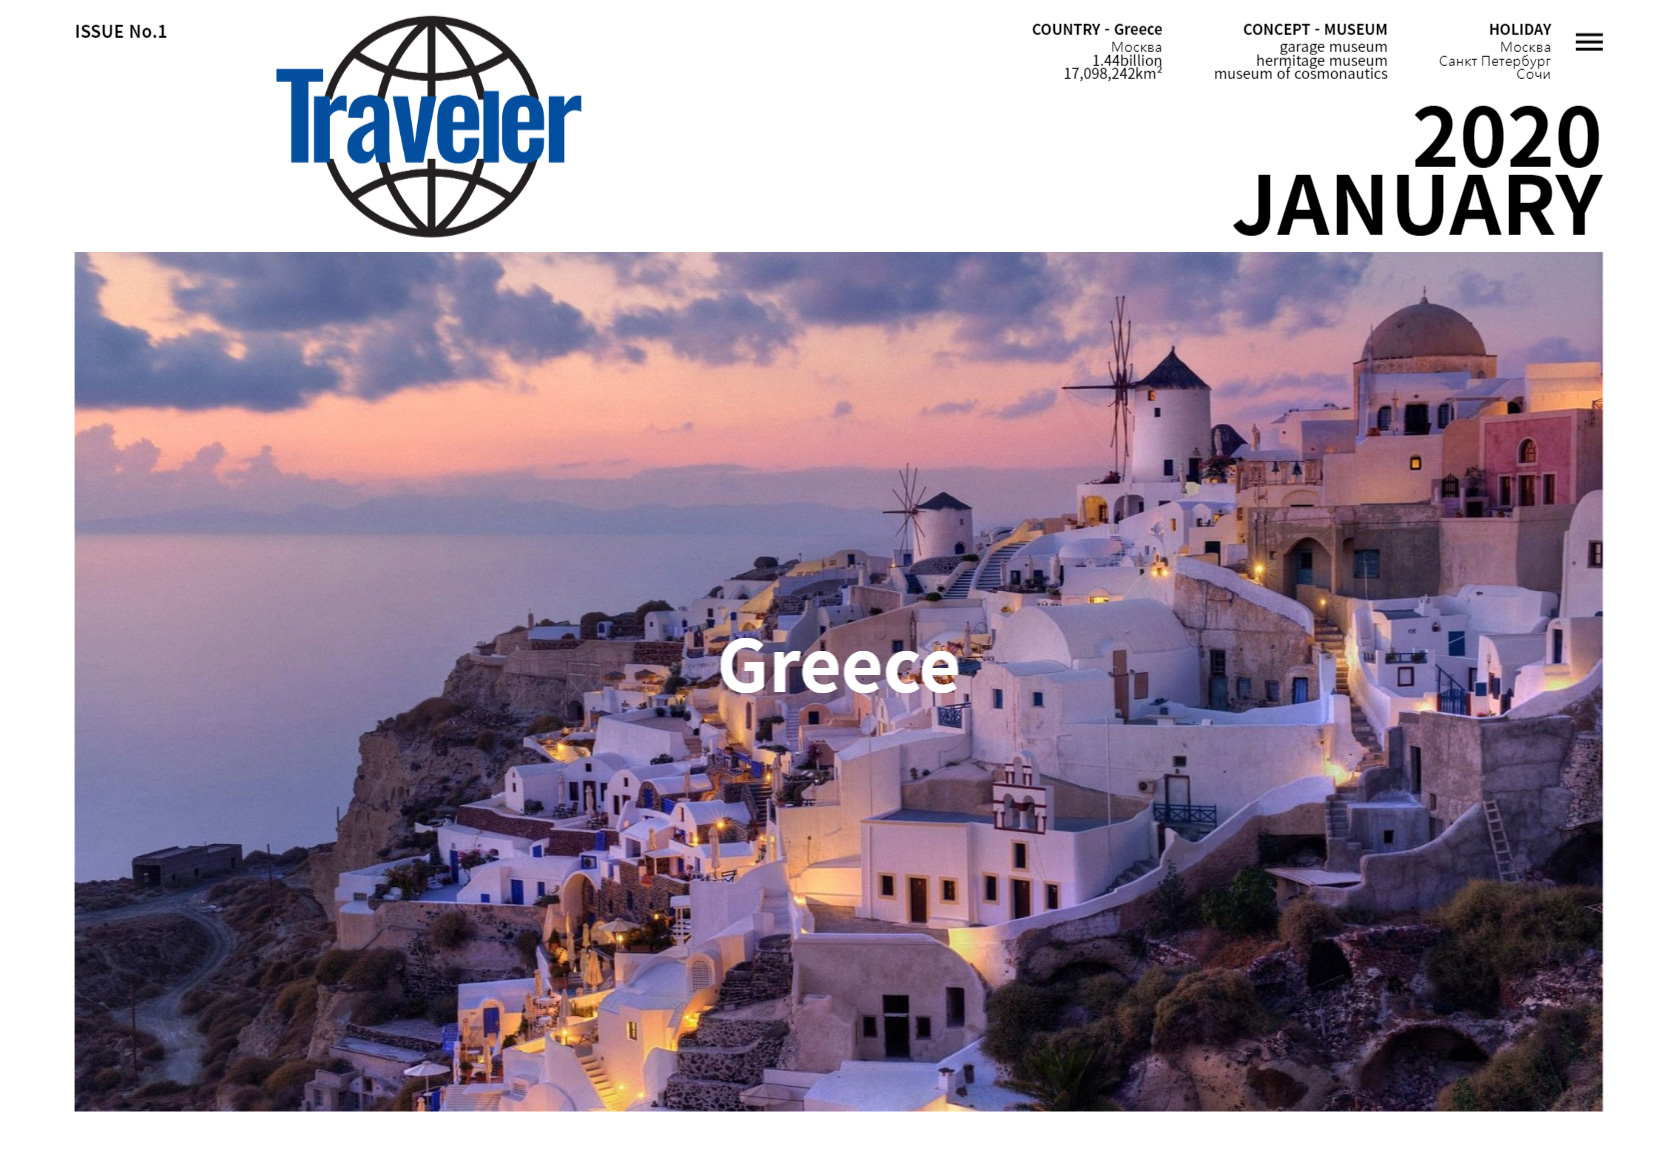 ISSUE No.1
Traveler
COUNTRY - Greece
Москва
1.44billion
17,098,242km²
CONCEPT - MUSEUM
garage museum
hermitage museum
museum of cosmonautics
HOLIDAY
Москва
Санкт Петербург
Сочи
2020
JANUARY
Greece